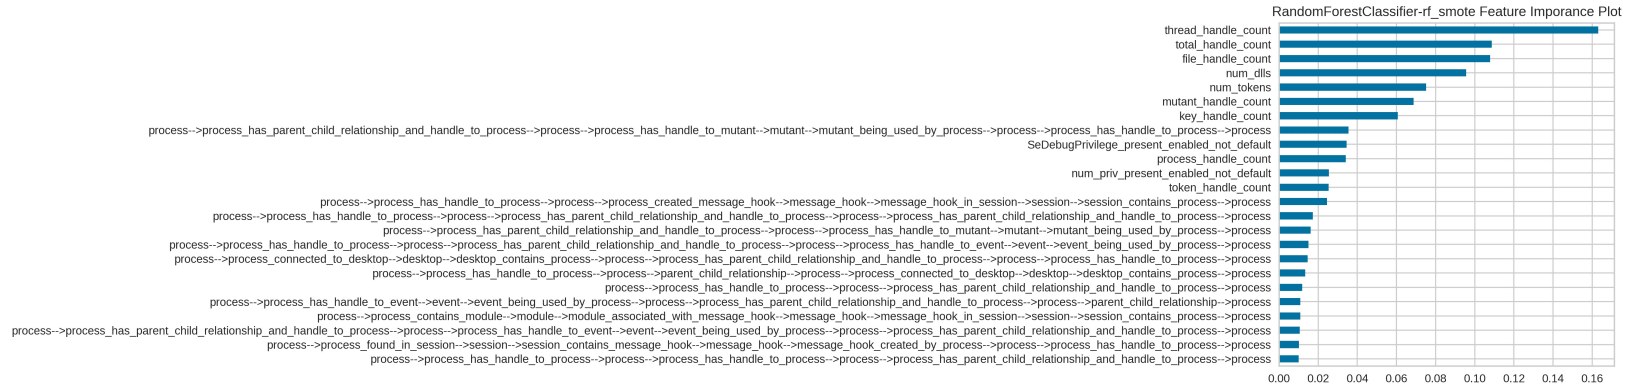 RandomForestClassifier-rf_smote Feature Imporance Plot
thread_handle_count
total_handle_count
file_handle_count
num_dlls
num_tokens
mutant_handle_count
key_handle_count
process-->process_has_parent_child_relationship_and_handle_to_process-->process-->process_has_handle_to_mutant-->mutant-->mutant_being_used_by_process-->process-->process_has_handle_to_process-->process
SeDebugPrivilege_present_enabled_not_default
process_handle_count
num_priv_present_enabled_not_default
token_handle_count
process-->process_has_handle_to_process-->process-->process_created_message_hook-->message_hook-->message_hook_in_session-->session-->session_contains_process-->process
process-->process_has_handle_to_process-->process-->process_has_parent_child_relationship_and_handle_to_process-->process-->process_has_parent_child_relationship_and_handle_to_process-->process
process-->process_has_parent_child_relationship_and_handle_to_process-->process-->process_has_handle_to_mutant-->mutant-->mutant_being_used_by_process-->process
process-->process_has_handle_to_process-->process-->process_has_parent_child_relationship_and_handle_to_process-->process-->process_has_handle_to_event-->event-->event_being_used_by_process-->process
process-->process_connected_to_desktop-->desktop-->desktop_contains_process-->process-->process_has_parent_child_relationship_and_handle_to_process-->process-->process_has_handle_to_process-->process
process-->process_has_handle_to_process-->process-->parent_child_relationship-->process-->process_connected_to_desktop-->desktop-->desktop_contains_process-->process
process-->process_has_handle_to_process-->process-->process_has_parent_child_relationship_and_handle_to_process-->process
process-->process_has_handle_to_event-->event-->event_being_used_by_process-->process-->process_has_parent_child_relationship_and_handle_to_process-->process-->parent_child_relationship-->process
process-->process_contains_module-->module-->module_associated_with_message_hook-->message_hook-->message_hook_in_session-->session-->session_contains_process-->process
process-->process_has_parent_child_relationship_and_handle_to_process-->process-->process_has_handle_to_event-->event-->event_being_used_by_process-->process-->process_has_parent_child_relationship_and_handle_to_process-->process
process-->process_found_in_session-->session-->session_contains_message_hook-->message_hook-->message_hook_created_by_process-->process-->process_has_handle_to_process-->process
process-->process_has_handle_to_process-->process-->process_has_handle_to_process-->process-->process_has_parent_child_relationship_and_handle_to_process-->process
0.00 0.02 0.04 0.06 0.08 0.10 0.12 0.14 0.16